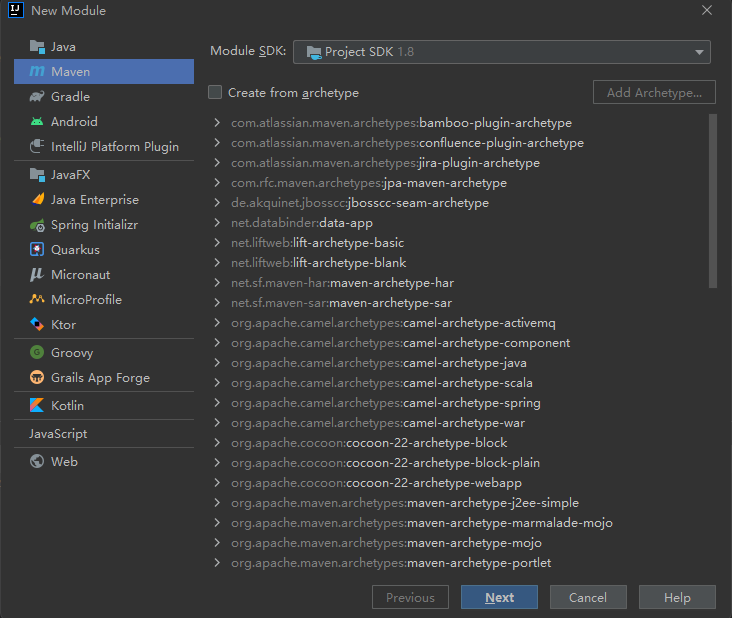 New Module
Java
Maven
Gradle
Android
IntelliJ Platform Plugin
JavaFX
Java Enterprise
Spring Initializr
Quarkus
Micronaut
MicroProfile
Ktor
Groovy
Grails App Forge
Kotlin
JavaScript
Web
Module SDK: Project SDK 1.8
Create from archetype Add Archetype...
com.atlassian.maven.archetypes:bamboo-plugin-archetype
com.atlassian.maven.archetypes:confluence-plugin-archetype
com.atlassian.maven.archetypes:jira-plugin-archetype
com.rfc.maven.archetypes:jpa-maven-archetype
de.akquinet.jbosscc:jbosscc-seam-archetype
net.databinder:data-app
net.liftweb:lift-archetype-basic
net.liftweb:lift-archetype-blank
net.sf.maven-har:maven-archetype-har
net.sf.maven-sar:maven-archetype-sar
org.apache.camel.archetypes:camel-archetype-activemq
org.apache.camel.archetypes:camel-archetype-component
org.apache.camel.archetypes:camel-archetype-java
org.apache.camel.archetypes:camel-archetype-scala
org.apache.camel.archetypes:camel-archetype-spring
org.apache.camel.archetypes:camel-archetype-war
org.apache.cocoon:cocoon-22-archetype-block
org.apache.cocoon:cocoon-22-archetype-block-plain
org.apache.cocoon:cocoon-22-archetype-webapp
org.apache.maven.archetypes:maven-archetype-j2ee-simple
org.apache.maven.archetypes:maven-archetype-marmalade-mojo
org.apache.maven.archetypes:maven-archetype-mojo
org.apache.maven.archetypes:maven-archetype-portlet
Previous Next Cancel Help